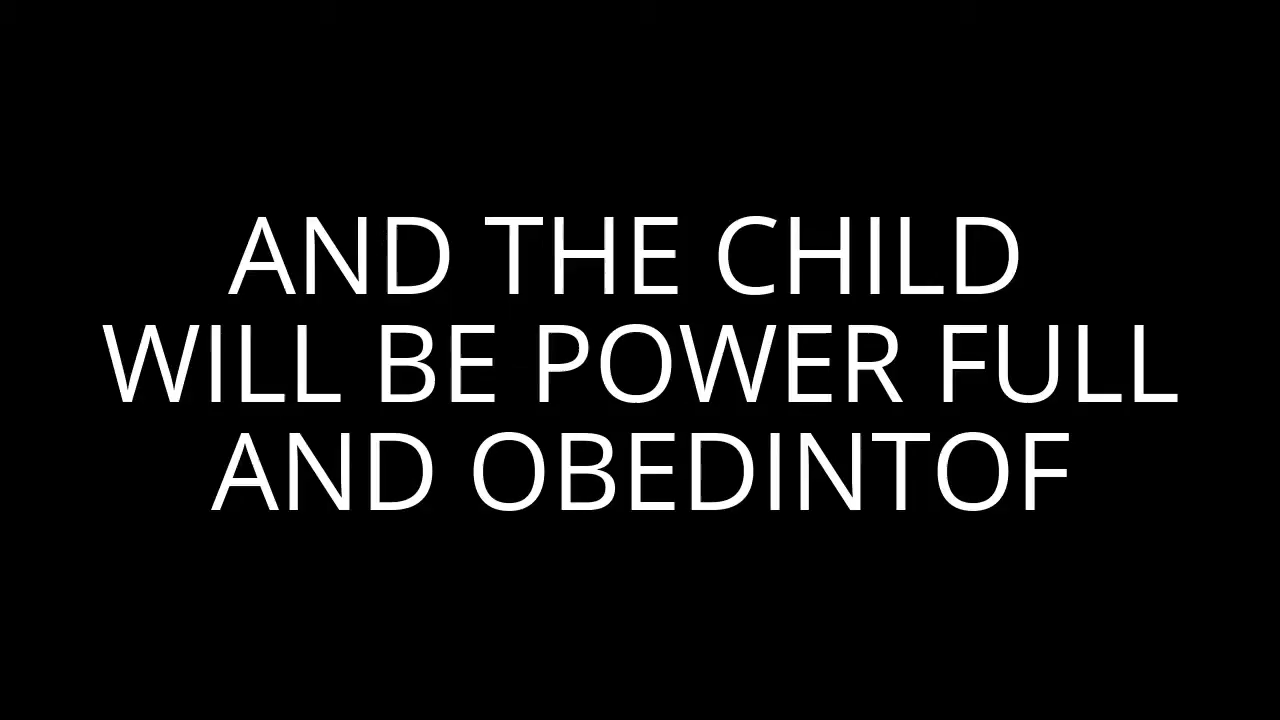 AND THE CHILD
WILL BE POWER FULL
AND OBEDINTOF